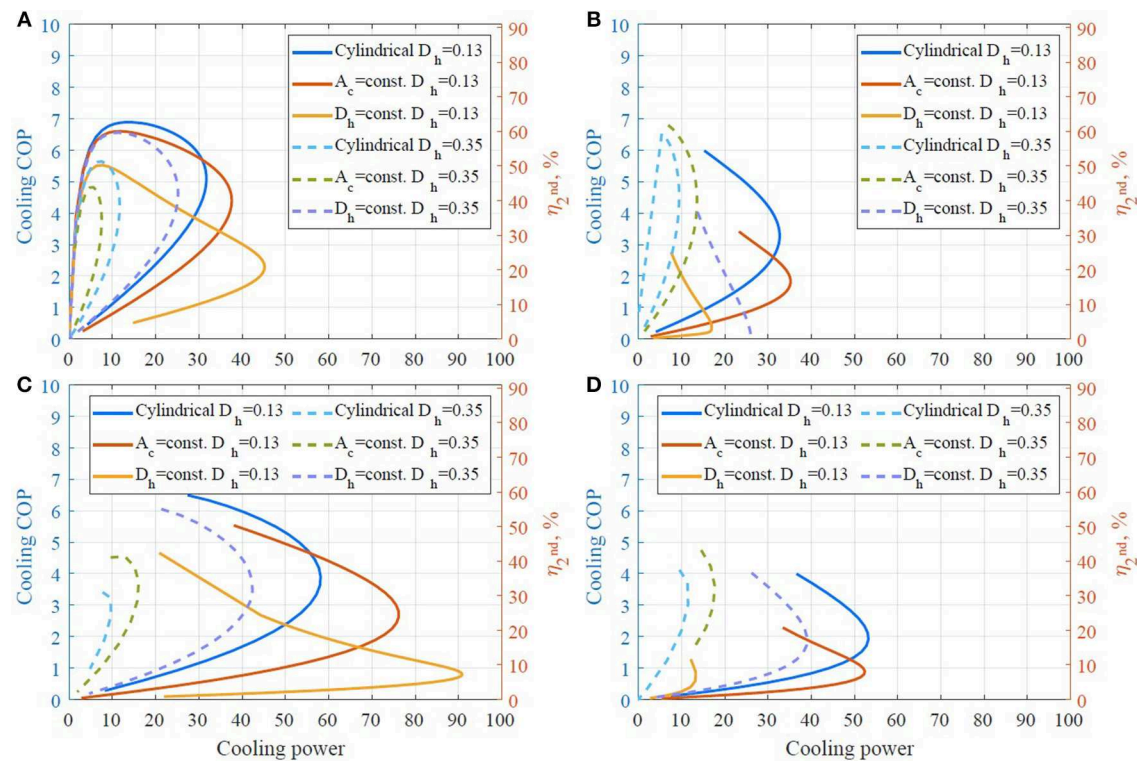 A
Cooling COP
10
9
8
7
6
5
4
3
2
1
0
0 10 20 30 40 50 60 70 80 90 100
90
80
70
60
50
40
30
20
10
0
η2nd, %
Cylindrical Dh=0.13
Ac=const. Dh=0.13
Dh=const. Dh=0.13
Cylindrical Dh=0.35
Ac=const. Dh=0.35
Dh=const. Dh=0.35
B
Cooling COP
10
9
8
7
6
5
4
3
2
1
0
0 10 20 30 40 50 60 70 80 90 100
90
80
70
60
50
40
30
20
10
0
η2nd, %
Cylindrical Dh=0.13
Ac=const. Dh=0.13
Dh=const. Dh=0.13
Cylindrical Dh=0.35
Ac=const. Dh=0.35
Dh=const. Dh=0.35
C
Cooling COP
10
9
8
7
6
5
4
3
2
1
0
0 10 20 30 40 50 60 70 80 90 100
Cooling power
90
80
70
60
50
40
30
20
10
0
η2nd, %
Cylindrical Dh=0.13 Cylindrical Dh=0.35
Ac=const. Dh=0.13 Ac=const. Dh=0.35
Dh=const. Dh=0.13 Dh=const. Dh=0.35
D
Cooling COP
10
9
8
7
6
5
4
3
2
1
0
0 10 20 30 40 50 60 70 80 90 100
Cooling power
90
80
70
60
50
40
30
20
10
0
η2nd, %
Cylindrical Dh=0.13 Cylindrical Dh=0.35
Ac=const. Dh=0.13 Ac=const. Dh=0.35
Dh=const. Dh=0.13 Dh=const. Dh=0.35